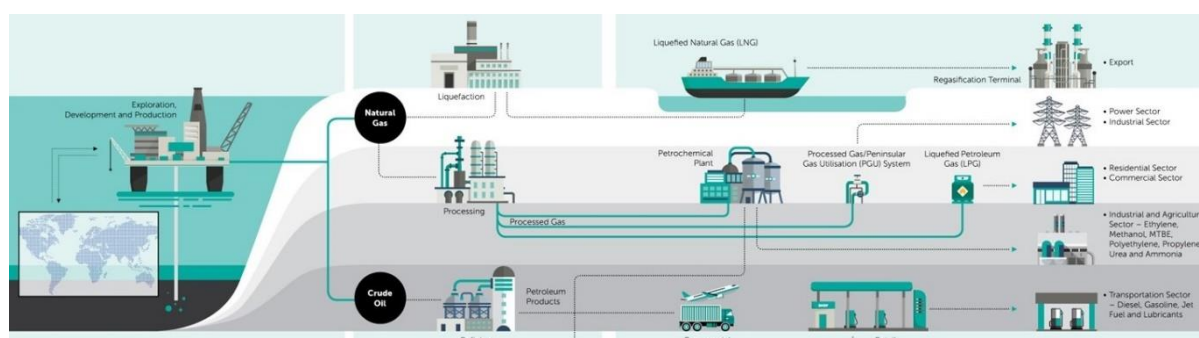 Exploration,
Development and Production
Natural
Gas
Liquefaction
Liquefied Natural Gas (LNG)
Regasification Terminal
• Export
• Power Sector
• Industrial Sector
Processing
Processed Gas
Petrochemical
Plant
Processed Gas/Peninsular
Gas Utilisation (PGU) System
Liquefied Petroleum
Gas (LPG)
• Residential Sector
• Commercial Sector
• Industrial and Agricultur
Sector – Ethylene,
Methanol, MTBE,
Polyethylene, Propylene
Urea and Ammonia
Crude
Oil
Petroleum
Products
• Transportation Sector
– Diesel, Gasoline, Jet
Fuel and Lubricants